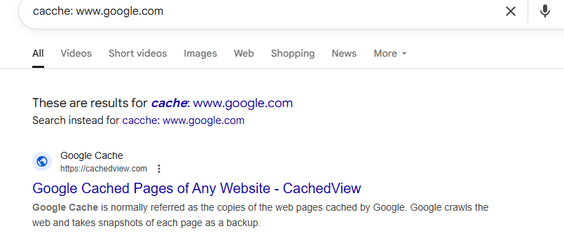 cacche: www.google.com
All Videos Short videos Images Web Shopping News More
These are results for cache: www.google.com
Search instead for cacche: www.google.com
Google Cache
https://cachedview.com
Google Cached Pages of Any Website - CachedView
Google Cache is normally referred as the copies of the web pages cached by Google. Google crawls the
web and takes snapshots of each page as a backup.